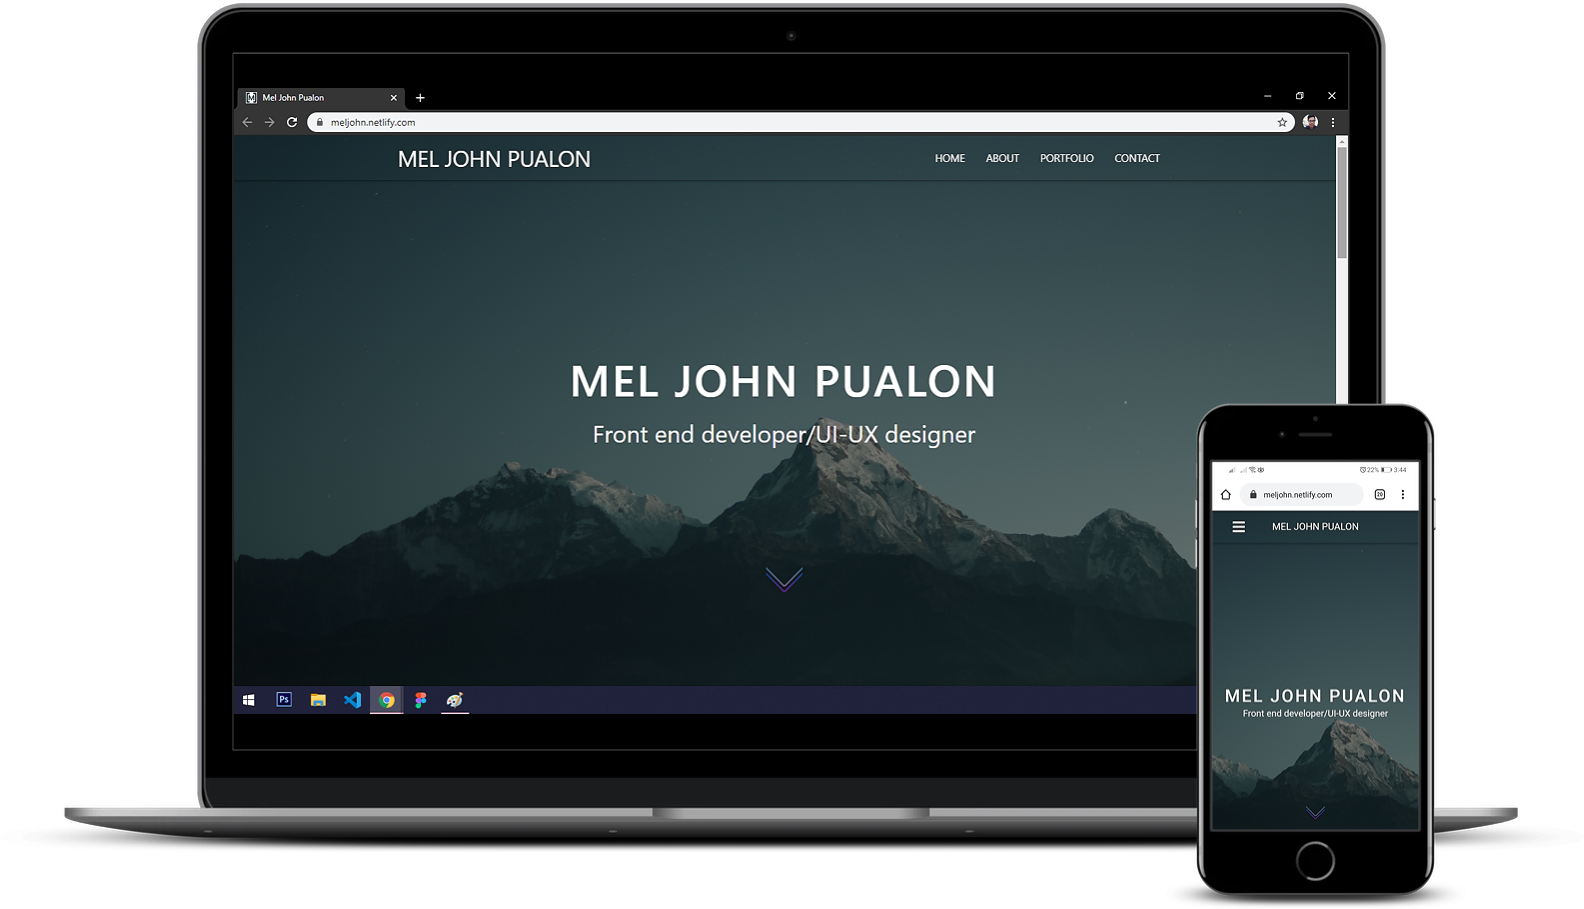 Mel John Pualon
meljohn.netlify.com
MEL JOHN PUALON
HOME ABOUT PORTFOLIO CONTACT
MEL JOHN PUALON
Front end developer/UI-UX designer
Ps
22% 3:44
meljohn.netlify.com
20
MEL JOHN PUALON
MEL JOHN PUALON
Front end developer/UI-UX designer